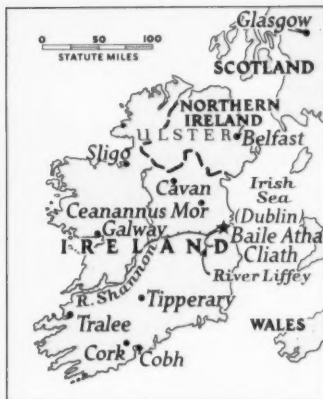 0 50 100
STATUTE MILES
Glasgow
SCOTLAND
NORTHERN
IRELAND
ULSTER
Belfast
Sligo
Cavan
Irish
Sea
Ceanannus Mor
(Dublin)
Galway
Baile Atha
Cliath
IRELAND
River Liffey
R. Shannon
Tipperary
Tralee
WALES
Cork
Cobh